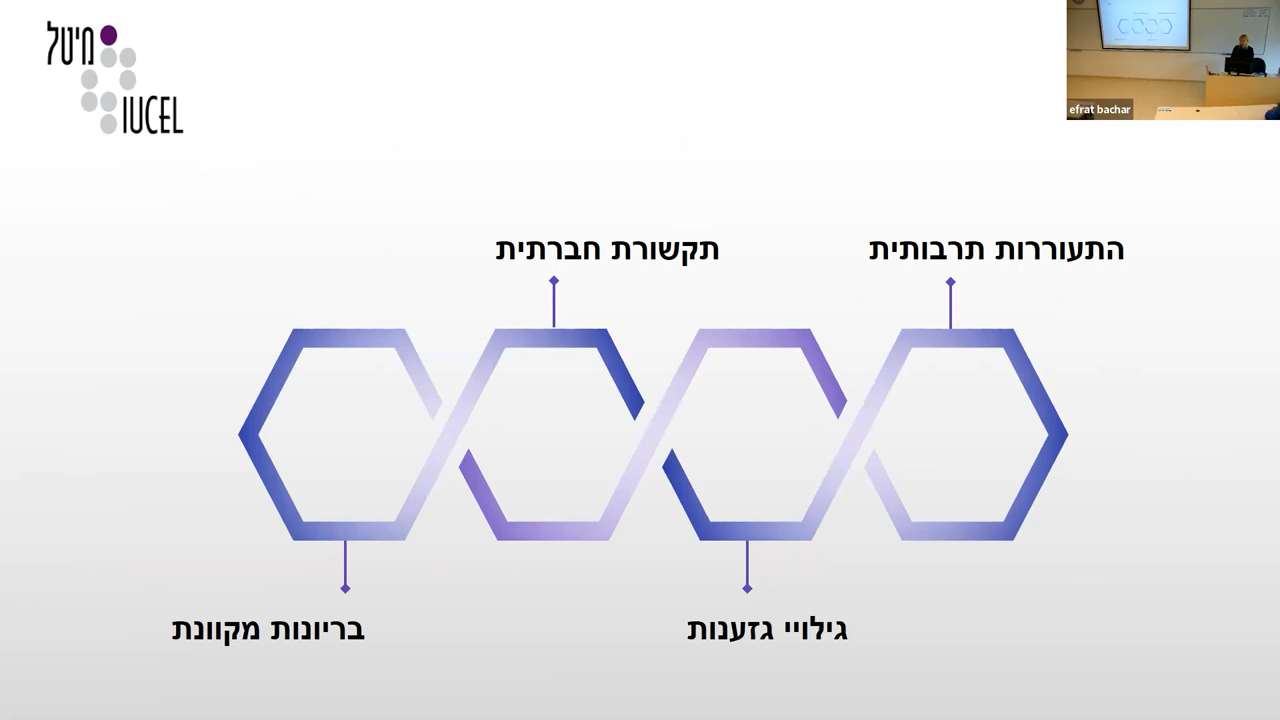 מיטל
IUCEL
efrat bachar
התעוררות תרבותית
תקשורת חברתית
גילויי גזענות
בריונות מקוונת